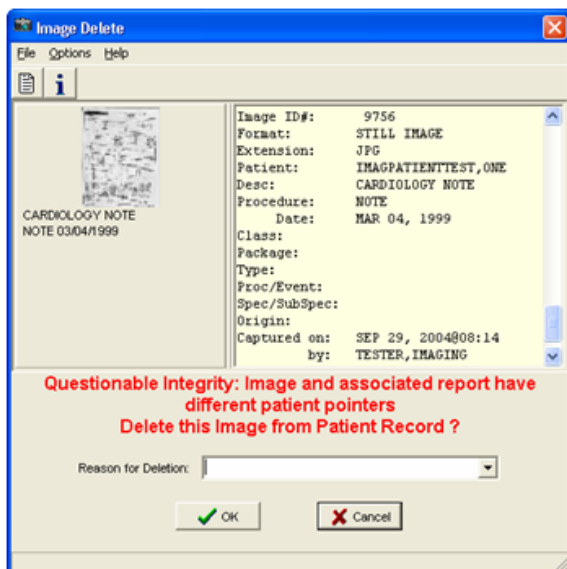 Image Delete
File Options Help
Image ID#: 9756
Format: STILL IMAGE
Extension: JPG
Patient: IMAGPATIENTTEST,ONE
Desc: CARDIOLOGY NOTE
Procedure: NOTE
Date: MAR 04, 1999
Class:
Package:
Type:
Proc/Event:
Spec/SubSpec:
Origin:
Captured on: SEP 29, 2004@08:14
by: TESTER,IMAGING
CARDIOLOGY NOTE
NOTE 03/04/1999
Questionable Integrity: Image and associated report have
different patient pointers
Delete this Image from Patient Record ?
Reason for Deletion:
OK Cancel